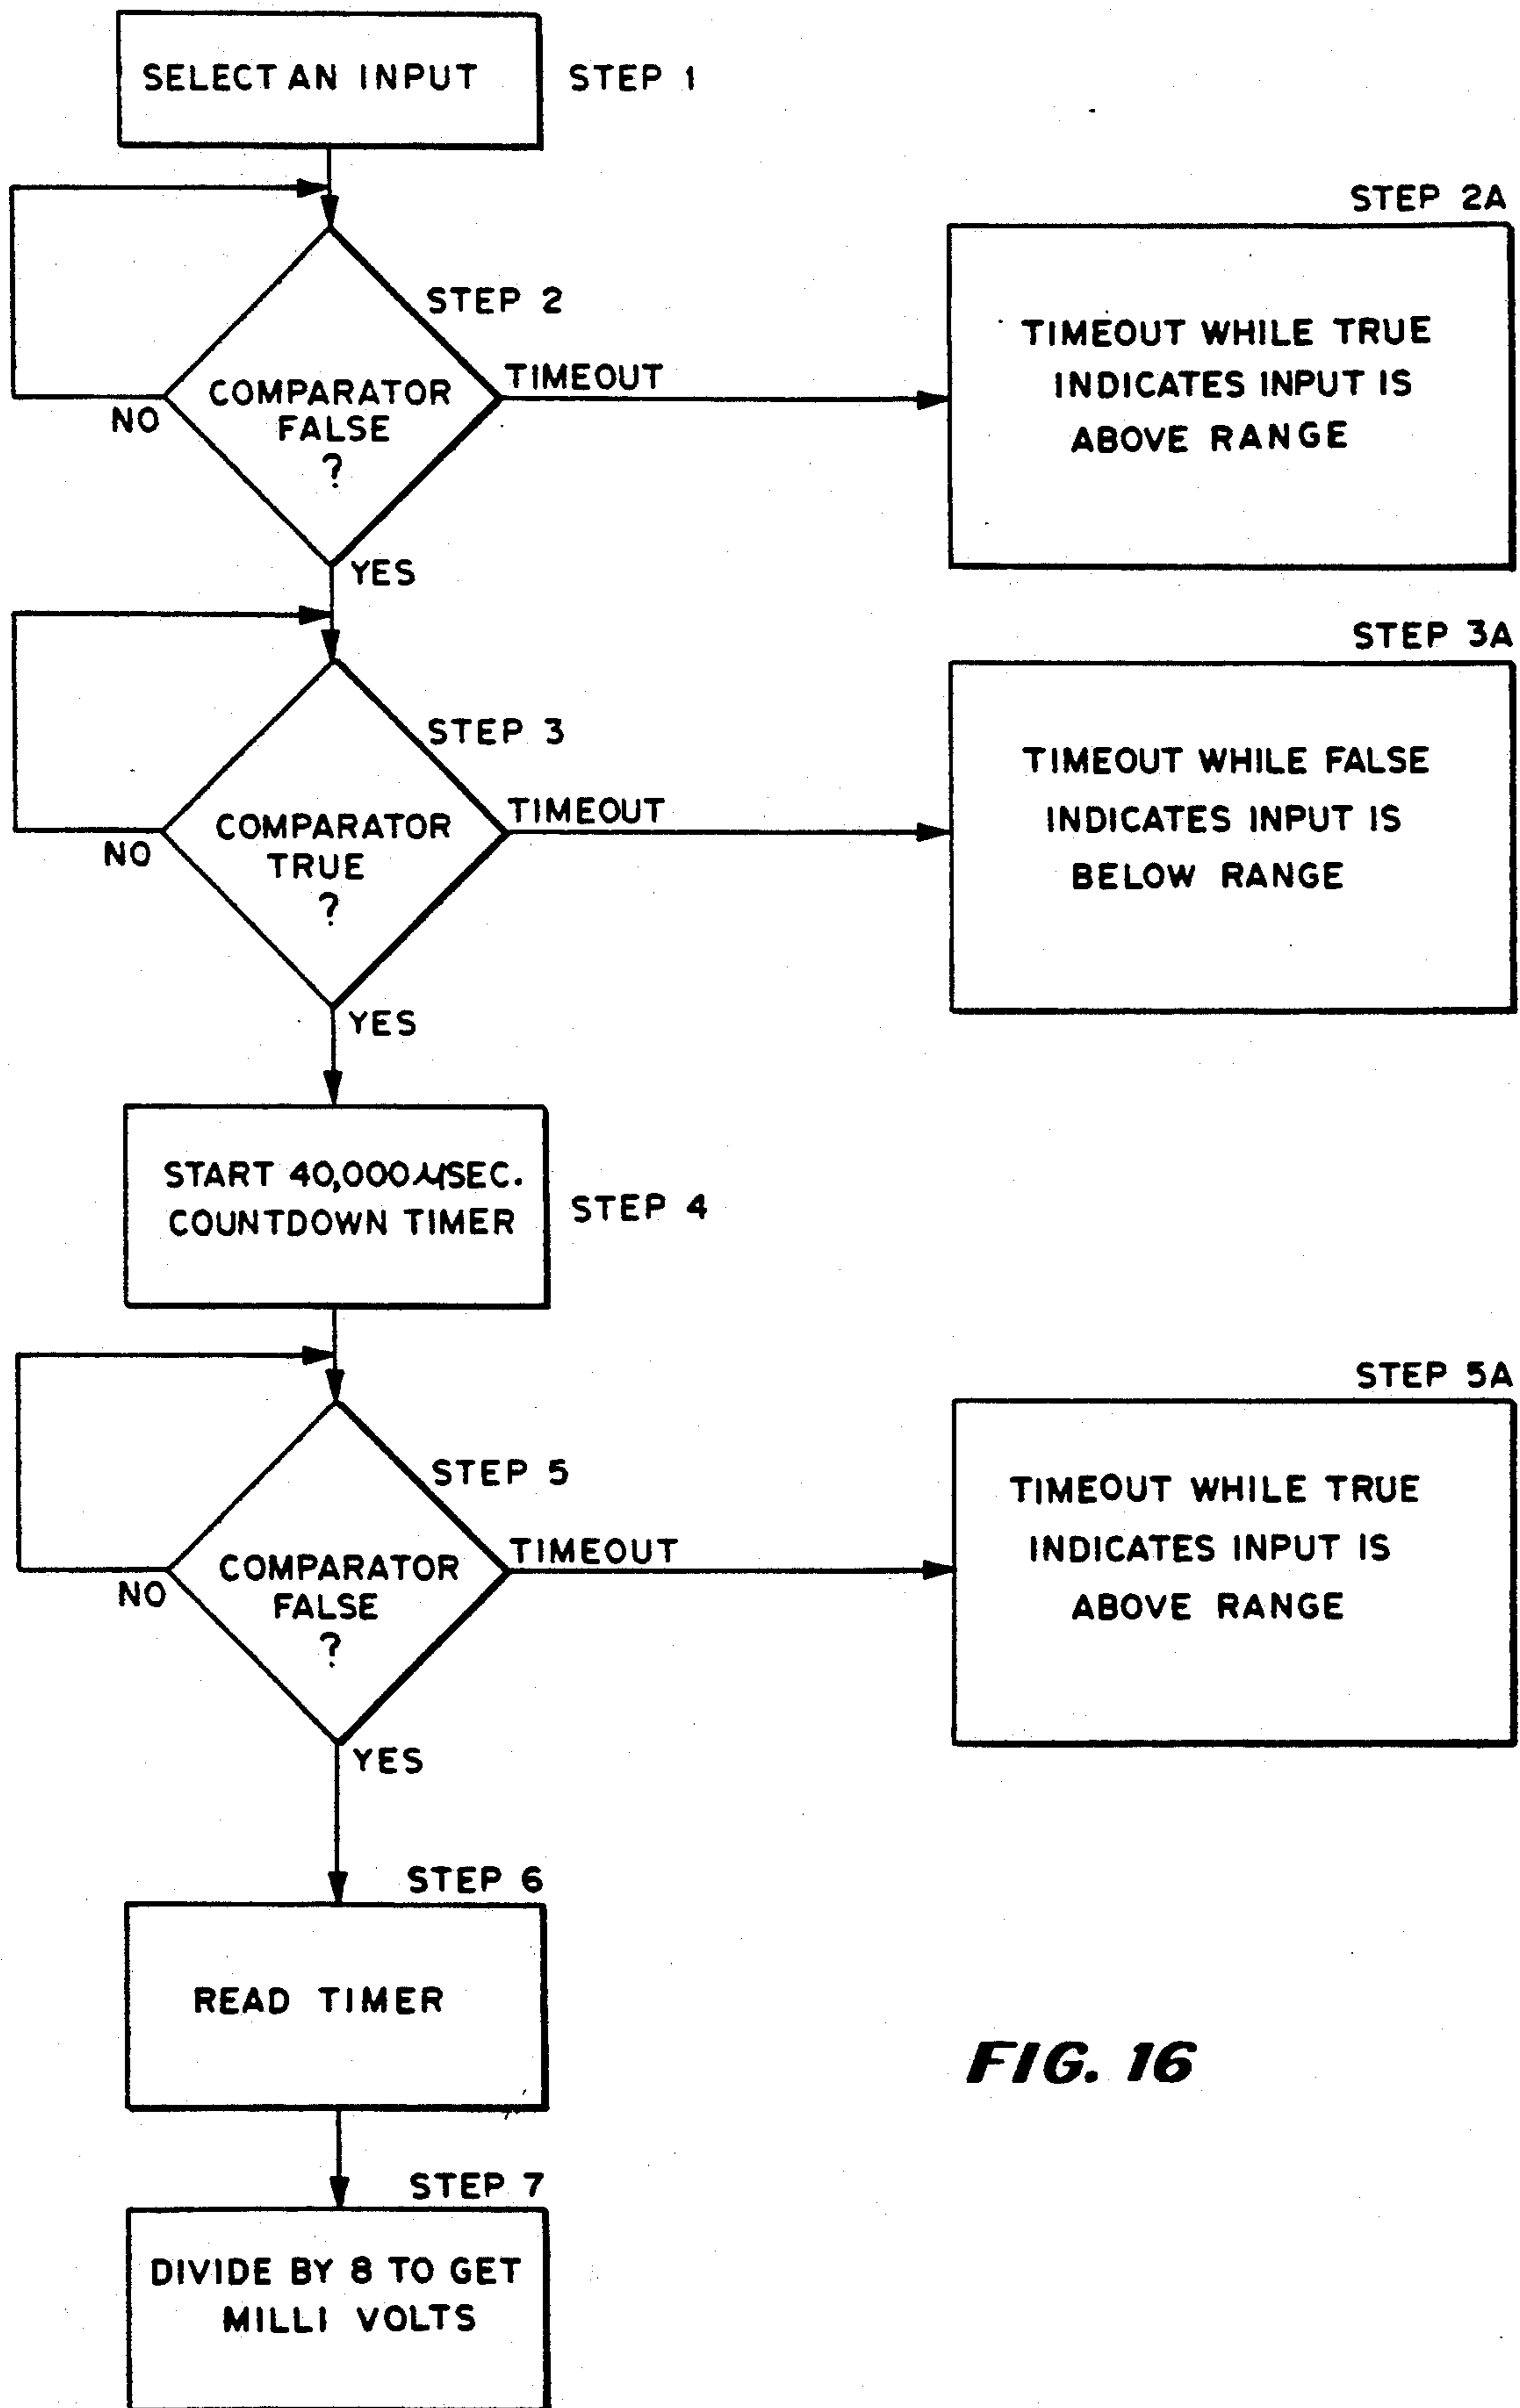 SELECT AN INPUT
STEP 1
STEP 2A
STEP 2
TIMEOUT WHILE TRUE
INDICATES INPUT IS
ABOVE RANGE
TIMEOUT
COMPARATOR
FALSE
?
NO
YES
STEP 3A
STEP 3
TIMEOUT WHILE FALSE
INDICATES INPUT IS
BELOW RANGE
TIMEOUT
COMPARATOR
TRUE
?
NO
YES
START 40,000 μSEC.
COUNTDOWN TIMER
STEP 4
STEP 5A
STEP 5
TIMEOUT WHILE TRUE
INDICATES INPUT IS
ABOVE RANGE
TIMEOUT
COMPARATOR
FALSE
?
NO
YES
STEP 6
READ TIMER
FIG. 16
STEP 7
DIVIDE BY 8 TO GET
MILLI VOLTS